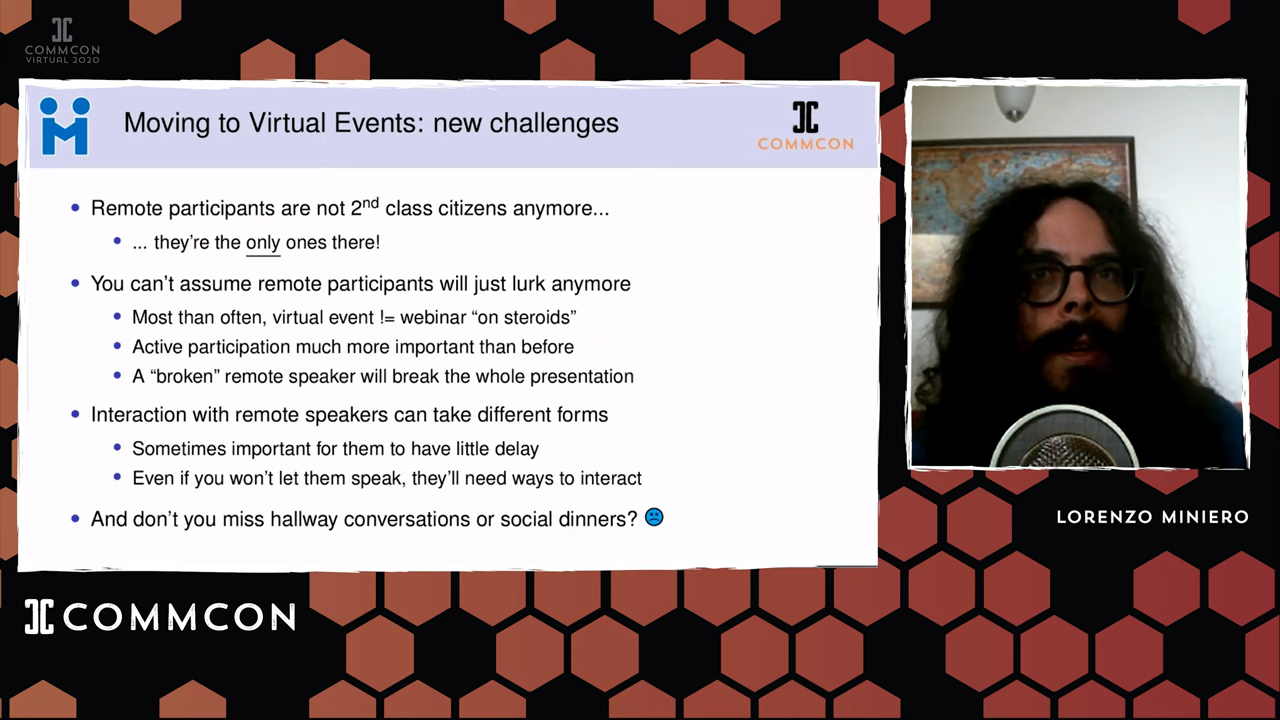 COMMCON
VIRTUAL 2020
Moving to Virtual Events: new challenges
COMMCON
Remote participants are not 2nd class citizens anymore...
... they're the only ones there!
You can't assume remote participants will just lurk anymore
Most than often, virtual event != webinar “on steroids”
Active participation much more important than before
A “broken” remote speaker will break the whole presentation
Interaction with remote speakers can take different forms
Sometimes important for them to have little delay
Even if you won't let them speak, they'll need ways to interact
And don't you miss hallway conversations or social dinners?
LORENZO MINIERO
COMMCON